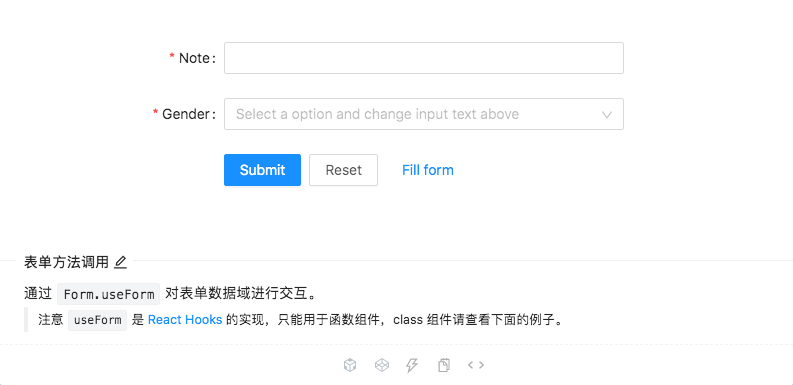 * Note:
* Gender: Select a option and change input text above
Submit Reset Fill form
表单方法调用
通过 Form.useForm 对表单数据域进行交互。
注意 useForm 是 React Hooks 的实现，只能用于函数组件，class 组件请查看下面的例子。